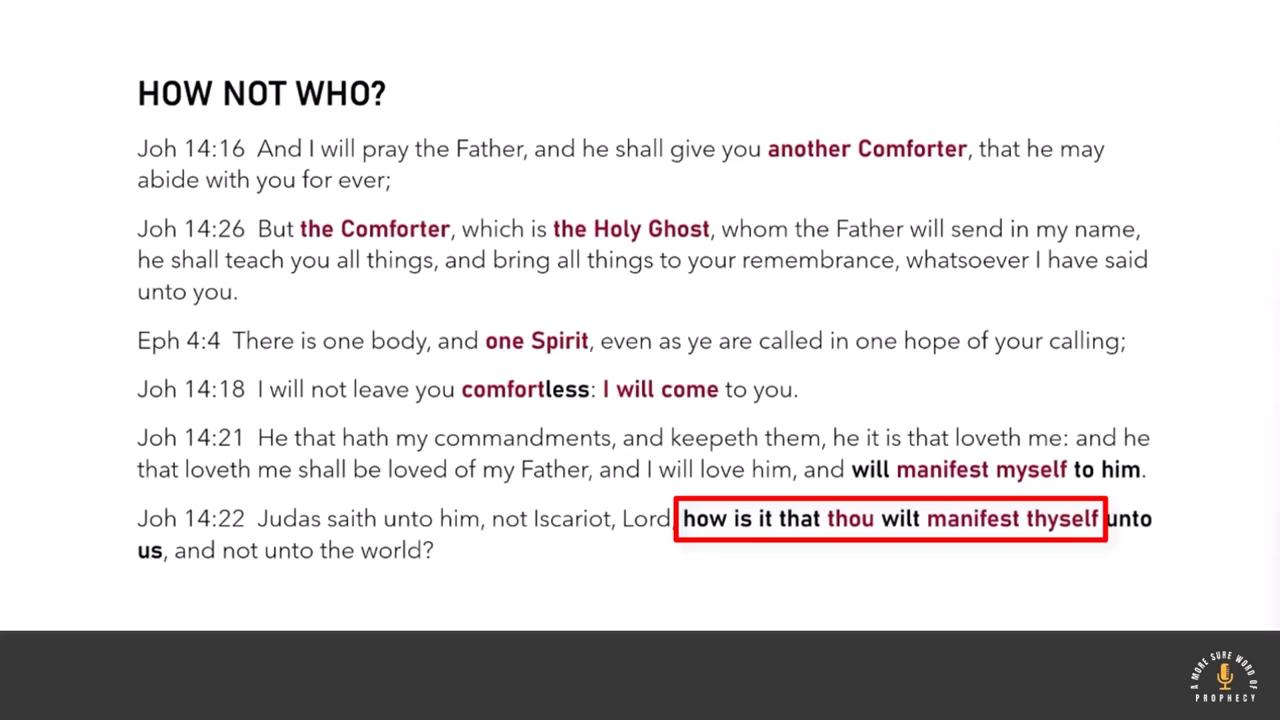 HOW NOT WHO?
Joh 14:16 And I will pray the Father, and he shall give you another Comforter, that he may
abide with you for ever;
Joh 14:26 But the Comforter, which is the Holy Ghost, whom the Father will send in my name,
he shall teach you all things, and bring all things to your remembrance, whatsoever I have said
unto you.
Eph 4:4 There is one body, and one Spirit, even as ye are called in one hope of your calling;
Joh 14:18 I will not leave you comfortless: I will come to you.
Joh 14:21 He that hath my commandments, and keepeth them, he it is that loveth me: and he
that loveth me shall be loved of my Father, and I will love him, and will manifest myself to him.
Joh 14:22 Judas saith unto him, not Iscariot, Lord, how is it that thou wilt manifest thyself unto
us, and not unto the world?
A MORE SURE WORD OF
PROPHECY